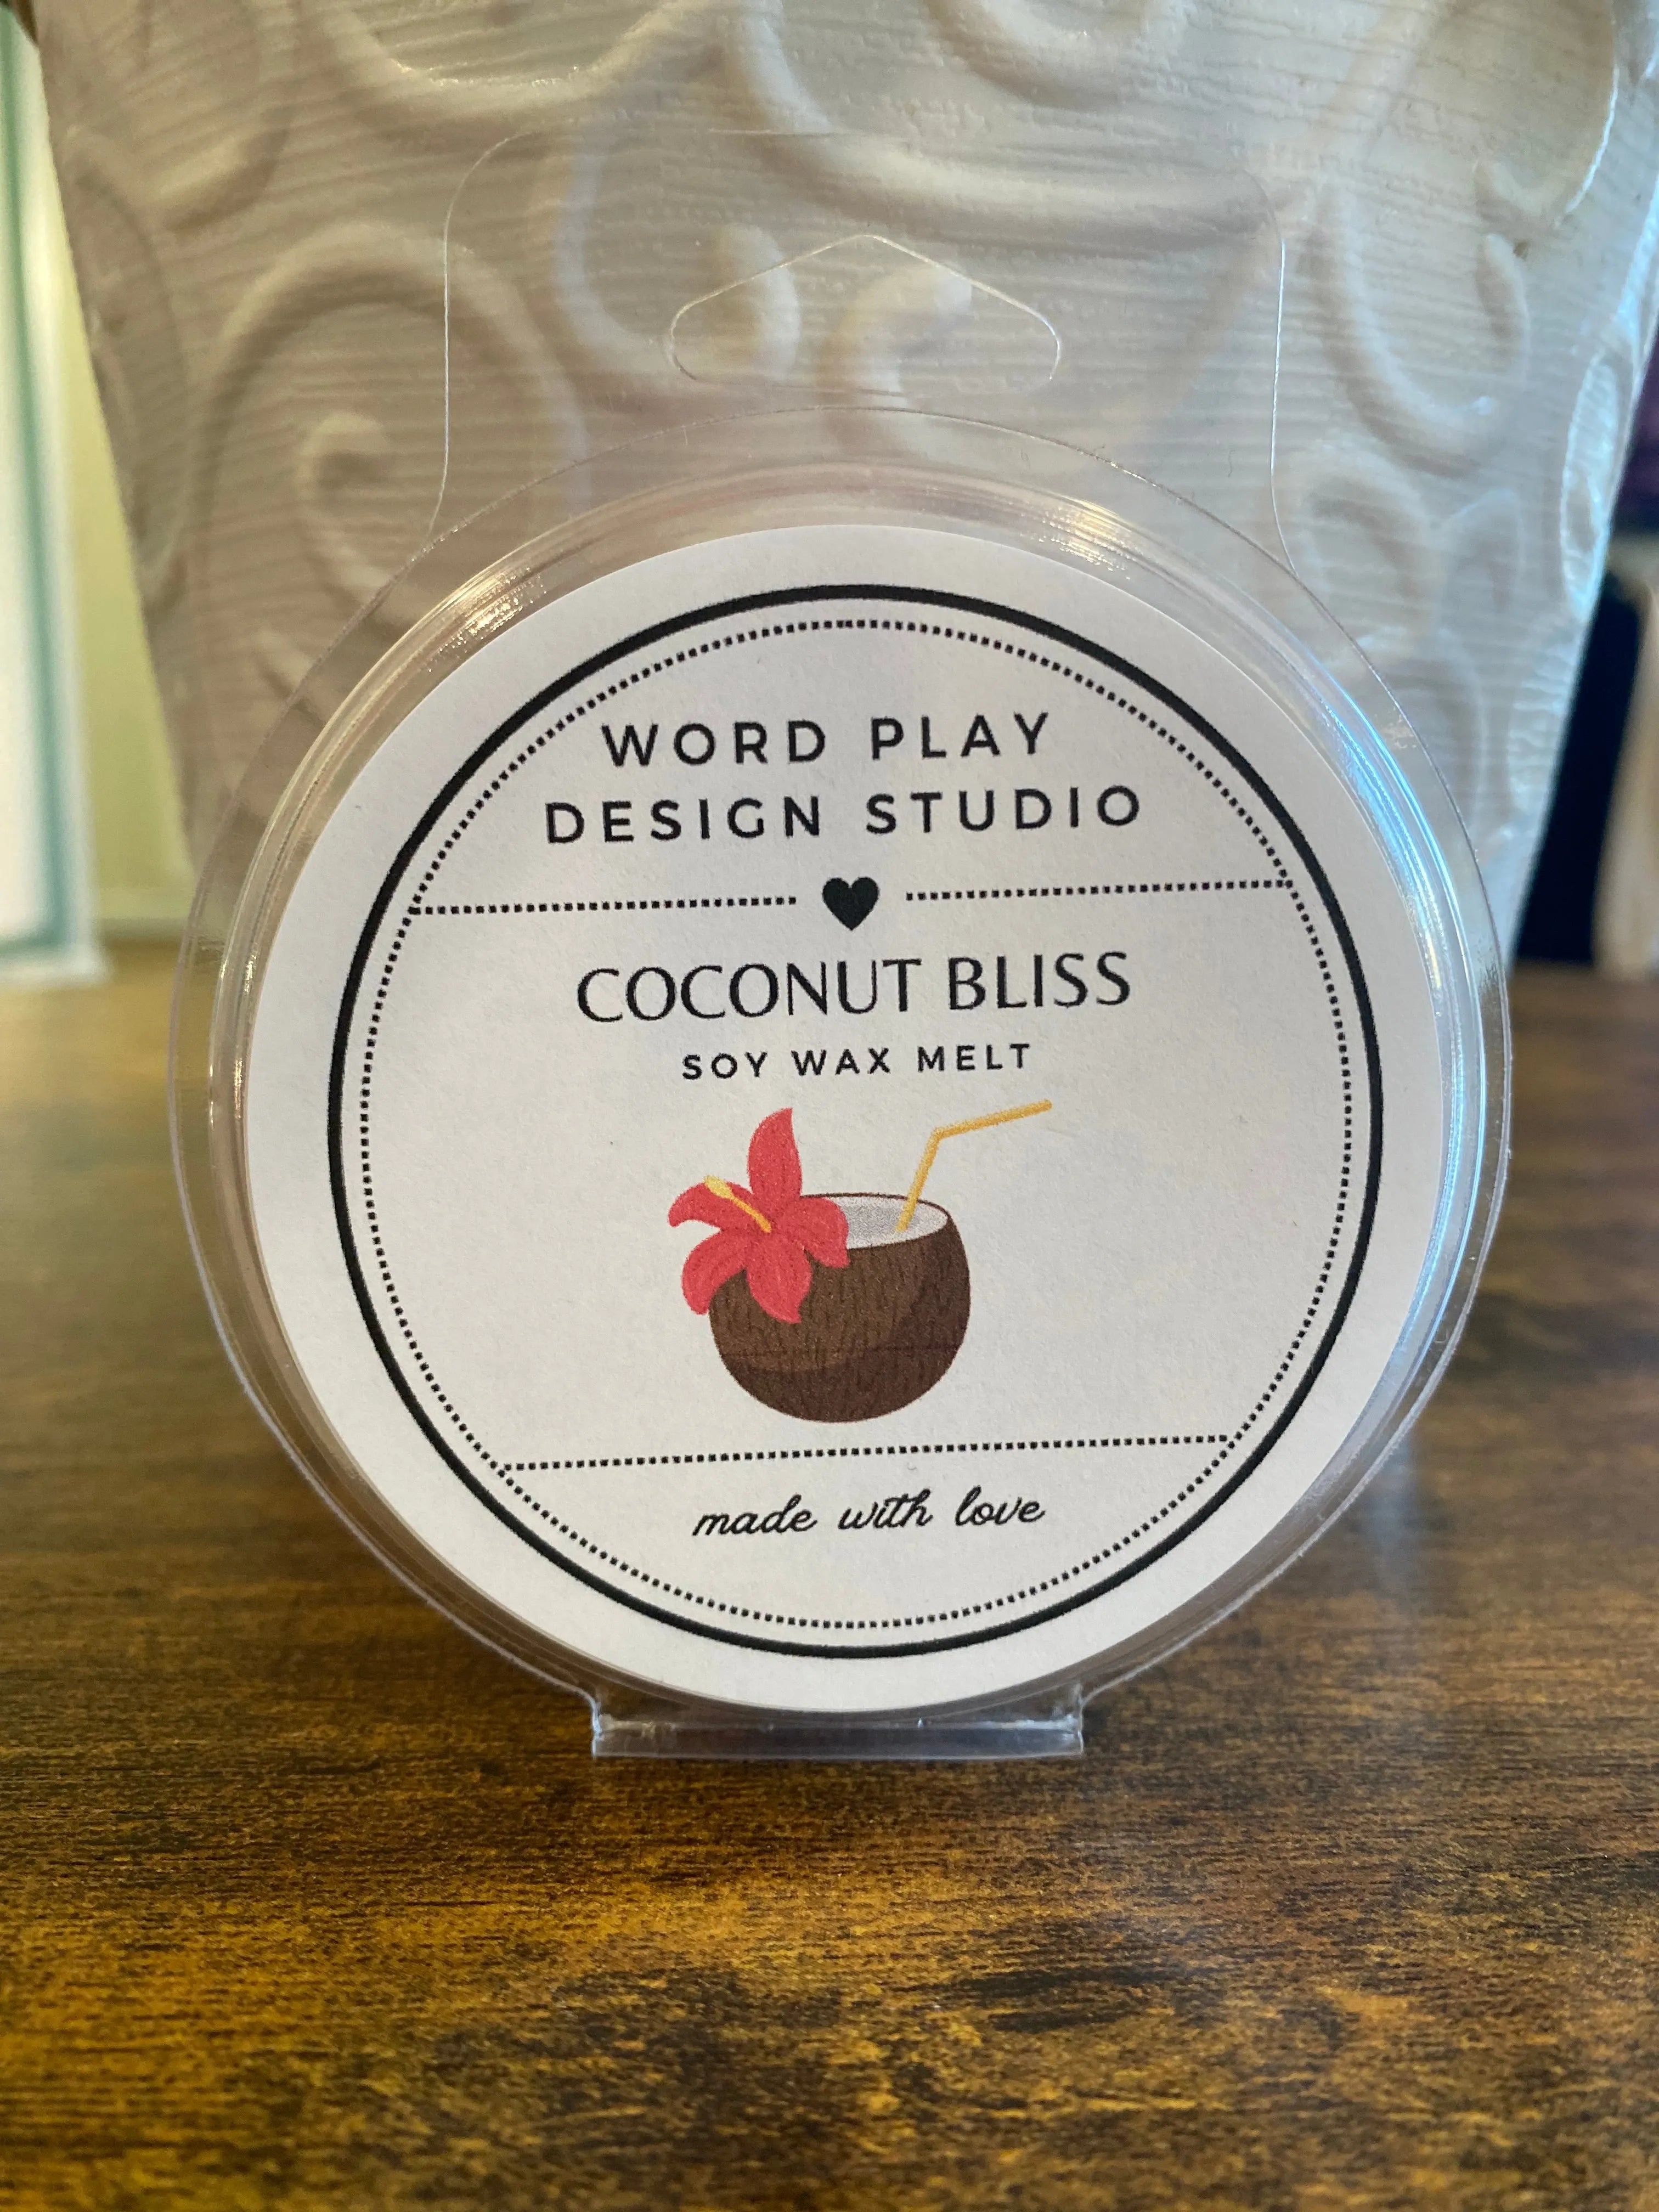 WORD PLAY
DESIGN STUDIO
COCONUT BLISS
SOY WAX MELT
made with love